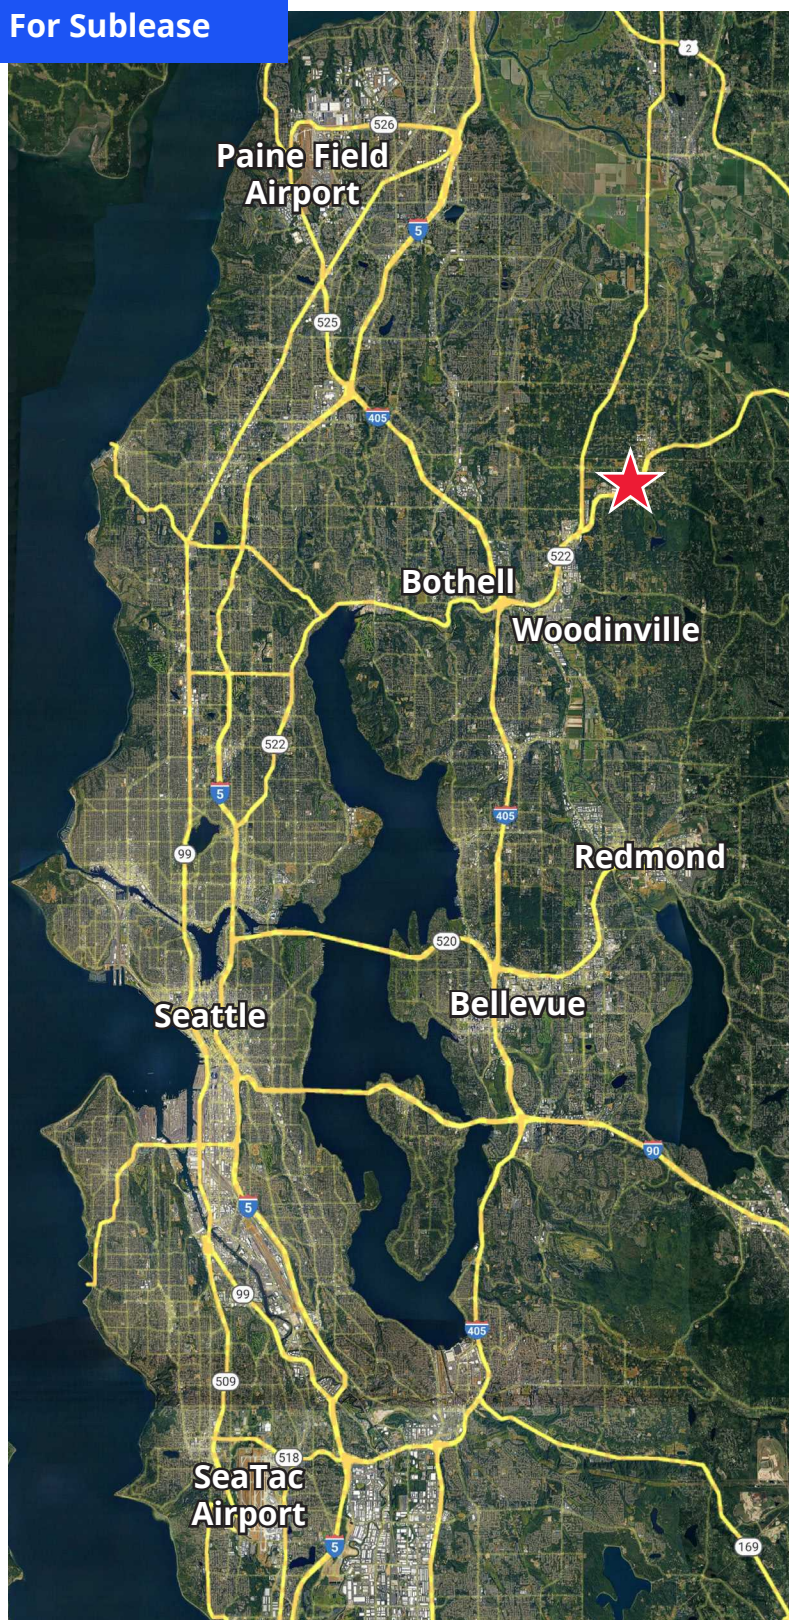 For Sublease
2
526
Paine Field
Airport
5
525
405
522
Bothell
Woodinville
522
5
405
99
Redmond
520
Bellevue
Seattle
90
5
99
405
509
518
SeaTac
Airport
5
169